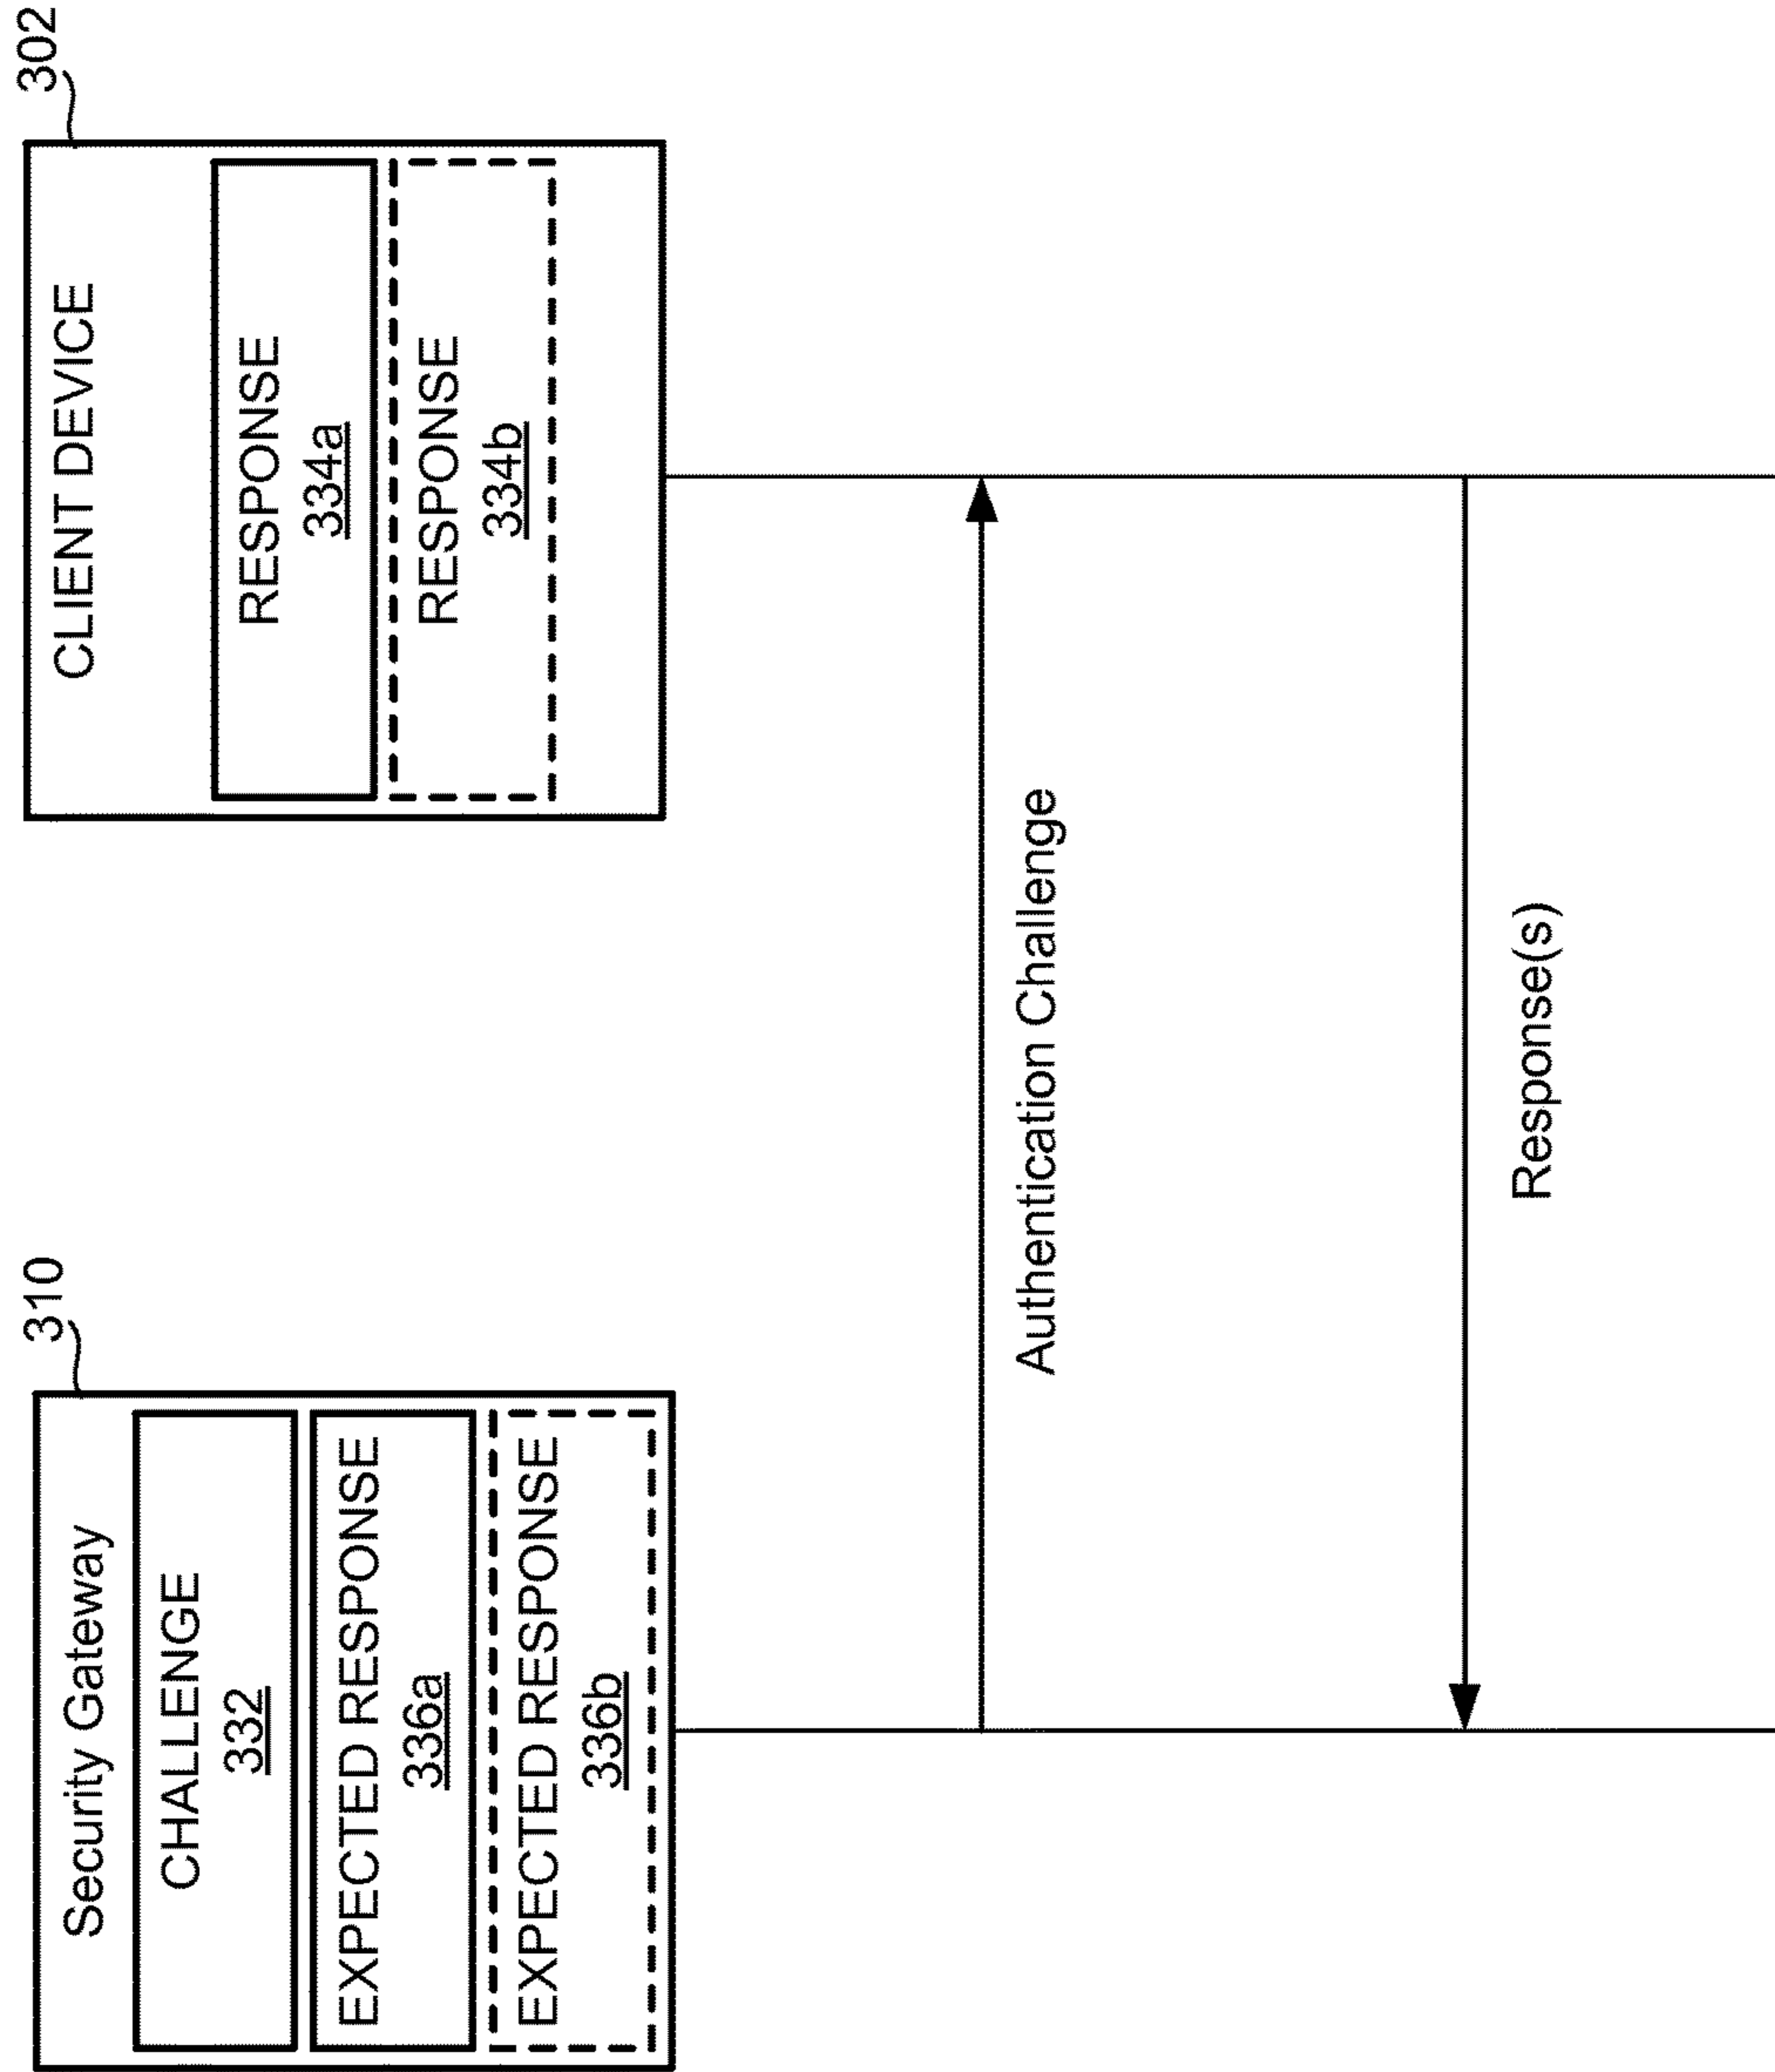 310
Security Gateway
CHALLENGE
332
EXPECTED RESPONSE
336a
EXPECTED RESPONSE
336b
302
CLIENT DEVICE
RESPONSE
334a
RESPONSE
334b
Authentication Challenge
Response(s)